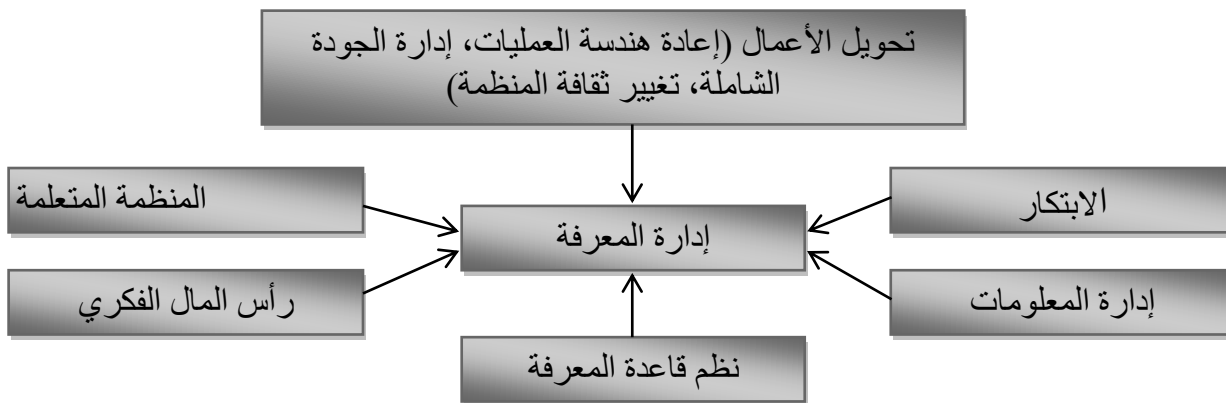 تحويل الأعمال (إعادة هندسة العمليات، إدارة الجودة
الشاملة، تغيير ثقافة المنظمة)
الابتكار
المنظمة المتعلمة
إدارة المعرفة
إدارة المعلومات
رأس المال الفكري
نظم قاعدة المعرفة